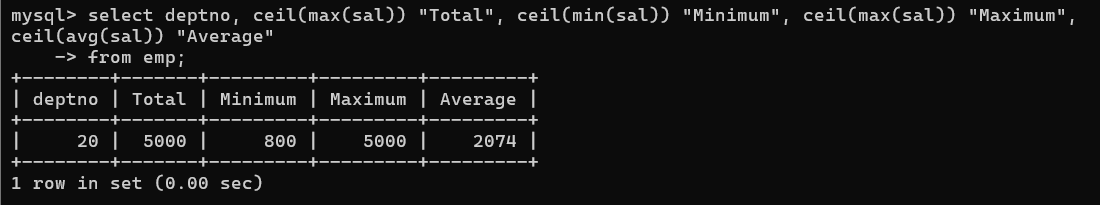 mysql> select deptno, ceil(max(sal)) "Total", ceil(min(sal)) "Minimum", ceil(max(sal)) "Maximum",
ceil(avg(sal)) "Average"
    -> from emp;
+--------+-------+---------+---------+---------+
| deptno | Total | Minimum | Maximum | Average |
+--------+-------+---------+---------+---------+
|     20 |  5000 |     800 |    5000 |    2074 |
+--------+-------+---------+---------+---------+
1 row in set (0.00 sec)